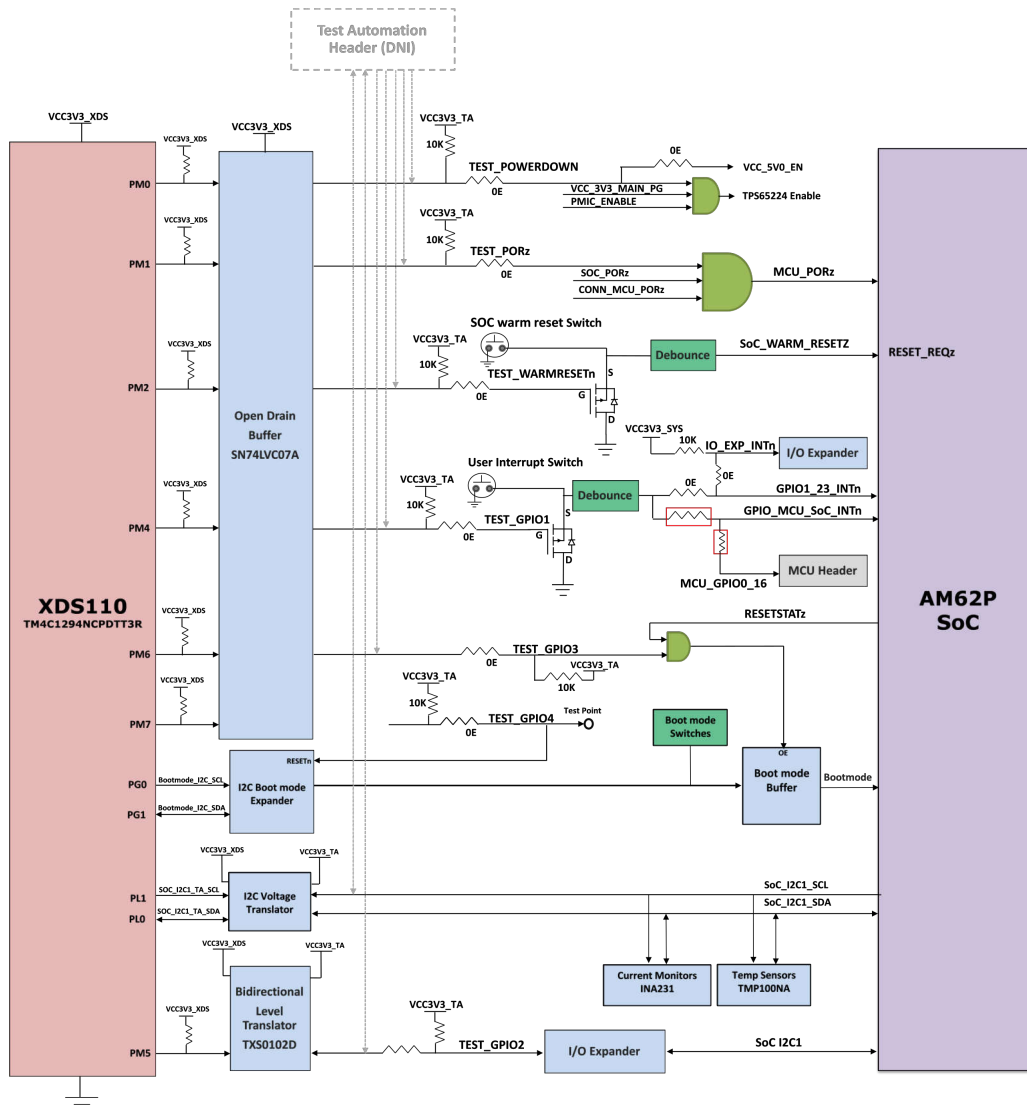 Test Automation
Header (DNI)
VCC3V3_XDS
VCC3V3_XDS
VCC3V3_XDS
VCC3V3_TA
10K
0E
TEST_POWERDOWN
VCC_5V0_EN
PM0
0E
VCC_3V3_MAIN_PG
TPS65224 Enable
PMIC_ENABLE
VCC3V3_XDS
VCC3V3_TA
10K
TEST_PORz
PM1
0E
SOC_PORz
MCU_PORz
CONN_MCU_PORz
SOC warm reset Switch
VCC3V3_XDS
VCC3V3_TA
10K
Debounce
SoC_WARM_RESETZ
RESET_REQz
S
TEST_WARMRESETn
PM2
0E
G
D
Open Drain
Buffer
SN74LVC07A
VCC3V3_SYS
10K
IO_EXP_INTn
I/O Expander
0E
User Interrupt Switch
VCC3V3_XDS
VCC3V3_TA
10K
Debounce
0E
GPIO1_23_INTn
GPIO_MCU_SoC_INTn
S
TEST_GPIO1
PM4
0E
G
D
MCU Header
MCU_GPIO0_16
XDS110
TM4C1294NCPDTT3R
AM62P
SoC
VCC3V3_XDS
RESETSTATz
TEST_GPIO3
PM6
0E
VCC3V3_TA
10K
VCC3V3_XDS
VCC3V3_TA
10K
TEST_GPIO4
Test Point
PM7
0E
Boot mode
Switches
RESETn
OE
PG0
Bootmode_I2C_SCL
I2C Boot mode
Expander
Boot mode
Buffer
Bootmode
PG1
Bootmode_I2C_SDA
VCC3V3_XDS
VCC3V3_TA
PL1
SOC_I2C1_TA_SCL
I2C Voltage
Translator
SoC_I2C1_SCL
PL0
SOC_I2C1_TA_SDA
SoC_I2C1_SDA
VCC3V3_XDS
VCC3V3_TA
Current Monitors
INA231
Temp Sensors
TMP100NA
Bidirectional
Level
Translator
TXS0102D
VCC3V3_XDS
VCC3V3_TA
PM5
TEST_GPIO2
I/O Expander
SoC I2C1